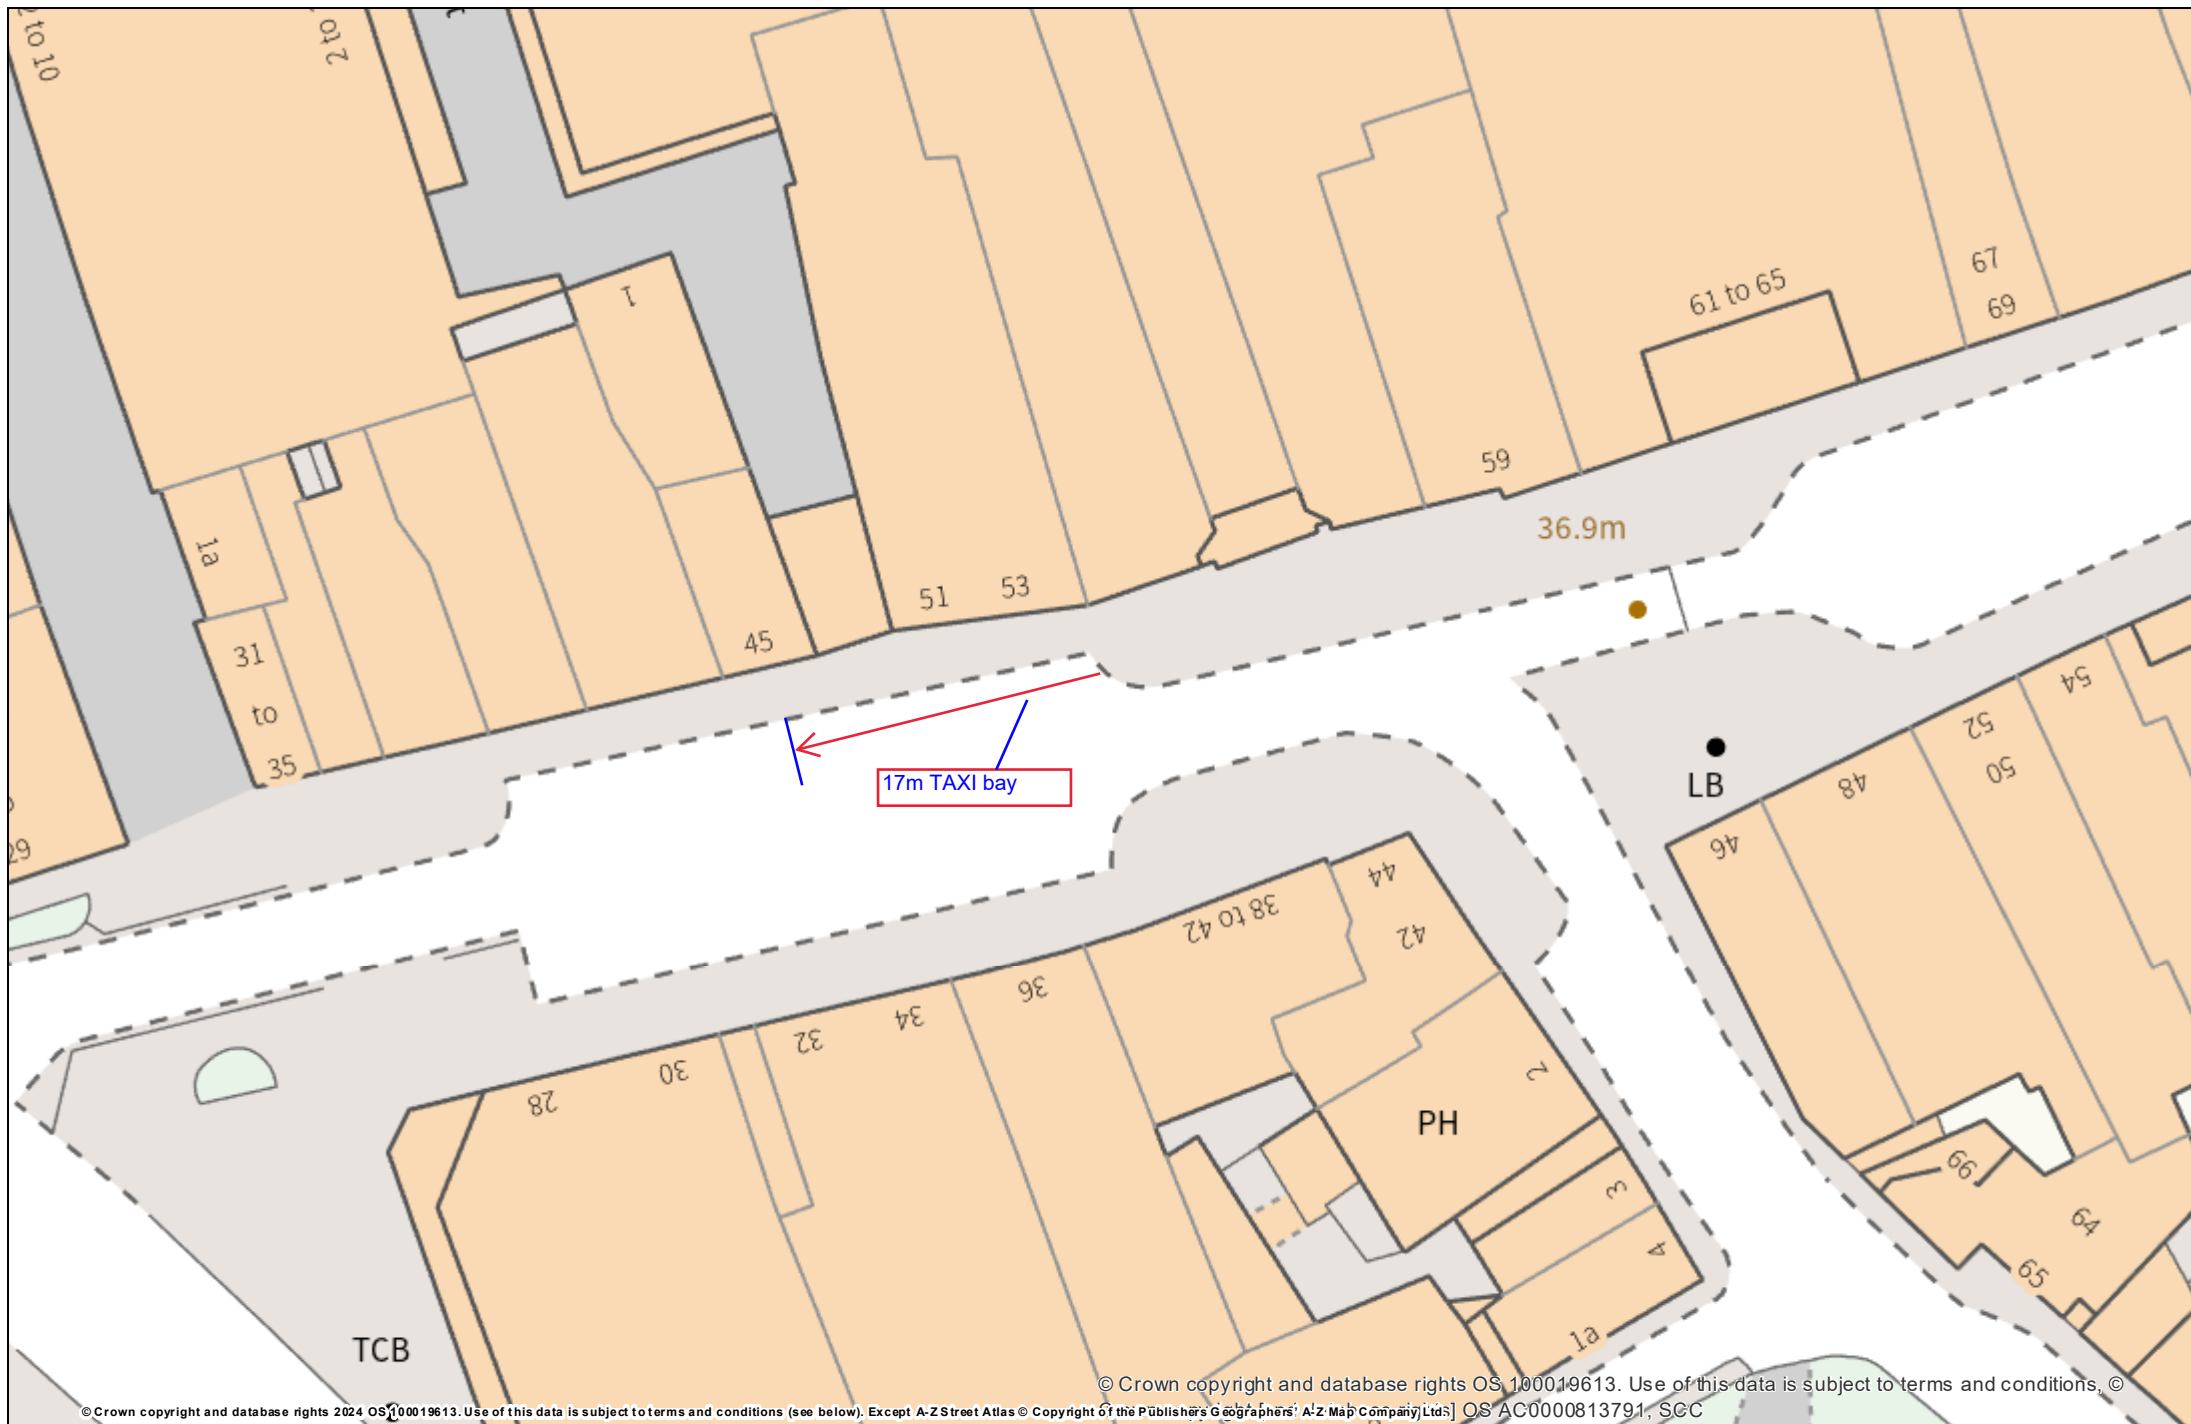 to 10
2 to
1
67
61 to 65
69
59
36.9m
1a
51
53
45
31
to
35
29
17m TAXI bay
LB
54
52
50
48
46
44
42
38 to 42
36
34
32
30
28
2
PH
3
4
1a
66
64
65
TCB
© Crown copyright and database rights OS 100019613. Use of this data is subject to terms and conditions, ©
© Crown copyright and database rights 2024 OS 100019613. Use of this data is subject to terms and conditions (see below). Except A-Z Street Atlas © Copyright of the Publishers Geographers' A-Z Map Company Ltd.
] OS AC0000813791, SCC